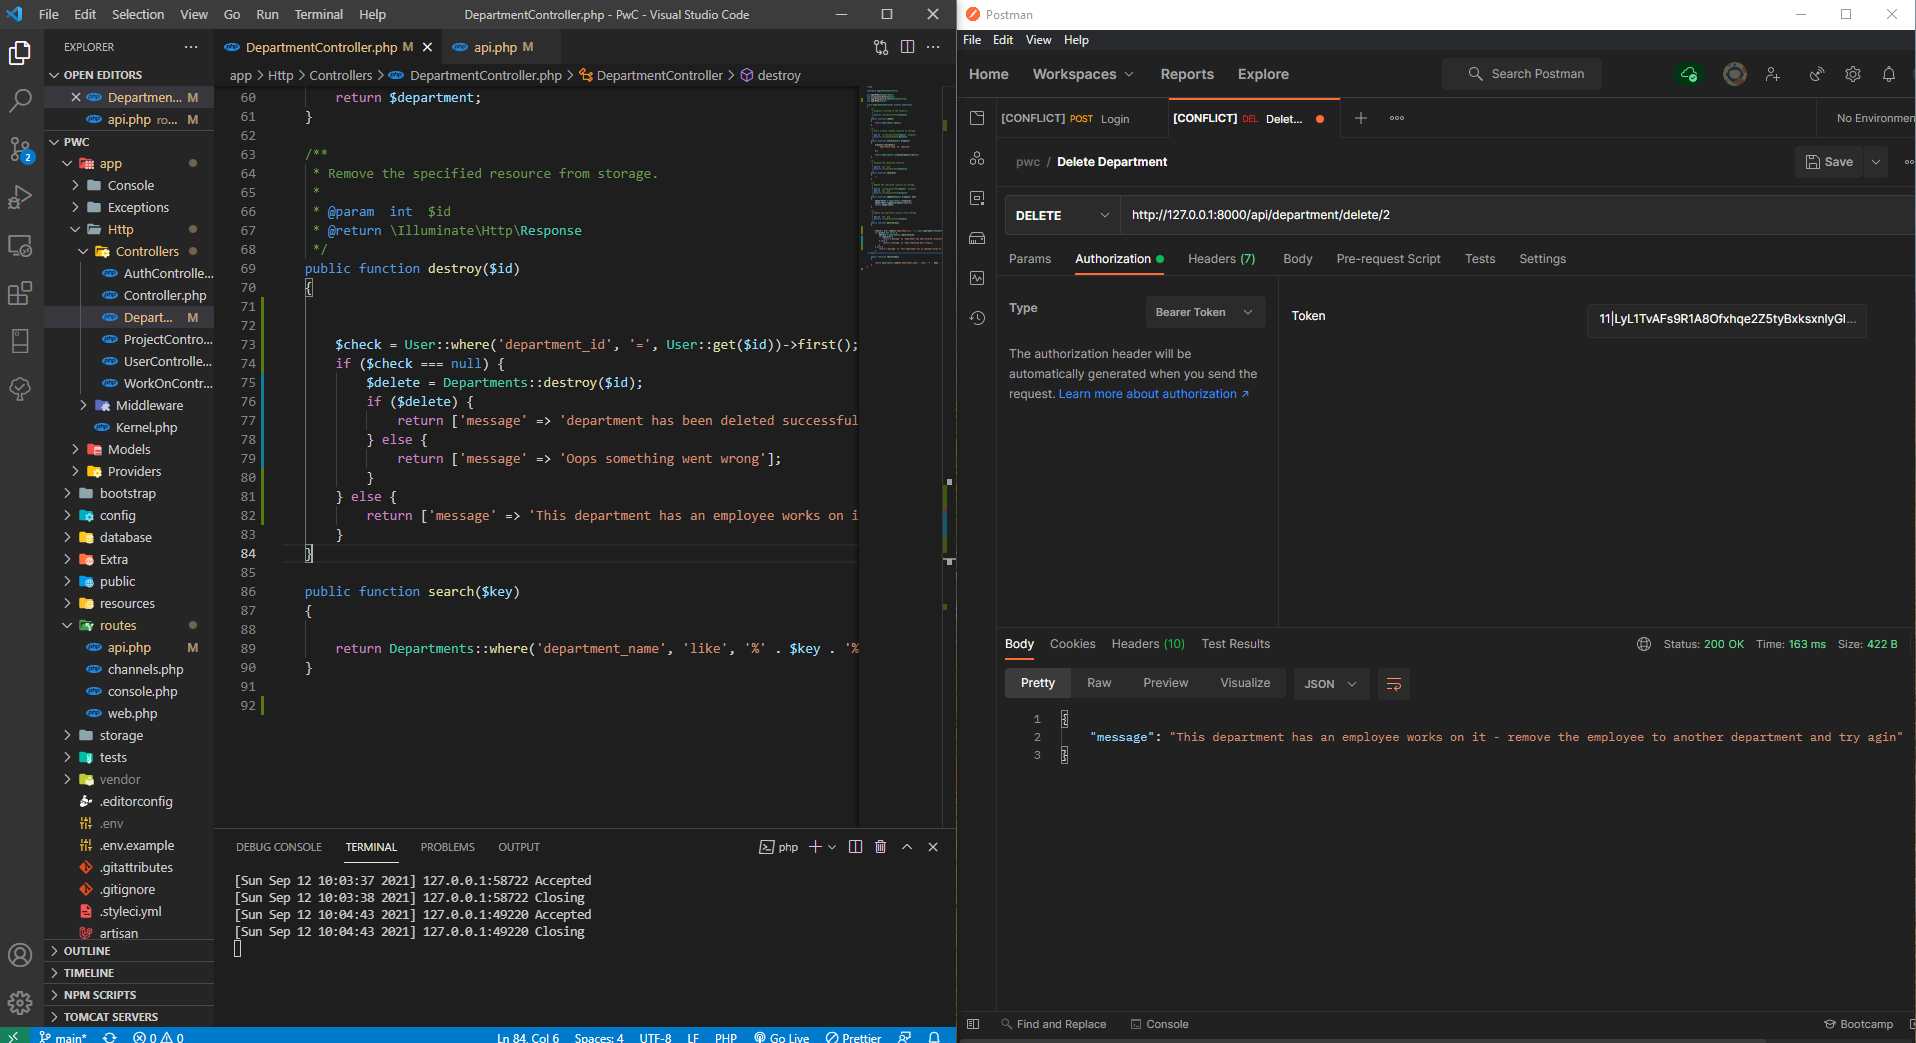 File Edit Selection View Go Run Terminal Help DepartmentController.php - PwC - Visual Studio Code
EXPLORER
OPEN EDITORS
Departmen... M
api.php ro... M
PWC
app
Console
Exceptions
Http
Controllers
AuthControlle...
Controller.php
Depart... M
ProjectContro...
UserControlle...
WorkOnContr...
Middleware
Kernel.php
Models
Providers
bootstrap
config
database
Extra
public
resources
routes
api.php M
channels.php
console.php
web.php
storage
tests
vendor
.editorconfig
.env
.env.example
.gitattributes
.gitignore
.styleci.yml
artisan
OUTLINE
TIMELINE
NPM SCRIPTS
TOMCAT SERVERS
2
DepartmentController.php M api.php M
app > Http > Controllers > DepartmentController.php > DepartmentController > destroy
60 return $department;
61 }
62
63 /**
64 * Remove the specified resource from storage.
65 *
66 * @param  int  $id
67 * @return \Illuminate\Http\Response
68 */
69 public function destroy($id)
70 {
71
72
73 $check = User::where('department_id', '=', User::get($id))->first();
74 if ($check === null) {
75 $delete = Departments::destroy($id);
76 if ($delete) {
77 return ['message' => 'department has been deleted successful
78 } else {
79 return ['message' => 'Oops something went wrong'];
80 }
81 } else {
82 return ['message' => 'This department has an employee works on i
83 }
84 }
85
86 public function search($key)
87 {
88
89 return Departments::where('department_name', 'like', '%' . $key . '%
90 }
91
92
DEBUG CONSOLE TERMINAL PROBLEMS OUTPUT php
[Sun Sep 12 10:03:37 2021] 127.0.0.1:58722 Accepted
[Sun Sep 12 10:03:38 2021] 127.0.0.1:58722 Closing
[Sun Sep 12 10:04:43 2021] 127.0.0.1:49220 Accepted
[Sun Sep 12 10:04:43 2021] 127.0.0.1:49220 Closing
main* 0 0 Ln 84, Col 6 Spaces: 4 UTF-8 LF PHP Go Live Prettier
Postman
File Edit View Help
Home Workspaces Reports Explore Search Postman
[CONFLICT] POST Login [CONFLICT] DEL Delet... No Environmen
pwc / Delete Department Save
DELETE http://127.0.0.1:8000/api/department/delete/2
Params Authorization Headers (7) Body Pre-request Script Tests Settings
Type Bearer Token
The authorization header will be
automatically generated when you send the
request. Learn more about authorization ↗
Token
Body Cookies Headers (10) Test Results Status: 200 OK Time: 163 ms Size: 422 B
Pretty Raw Preview Visualize JSON
1 {
2 "message": "This department has an employee works on it - remove the employee to another department and try agin"
3 }
Find and Replace Console Bootcamp